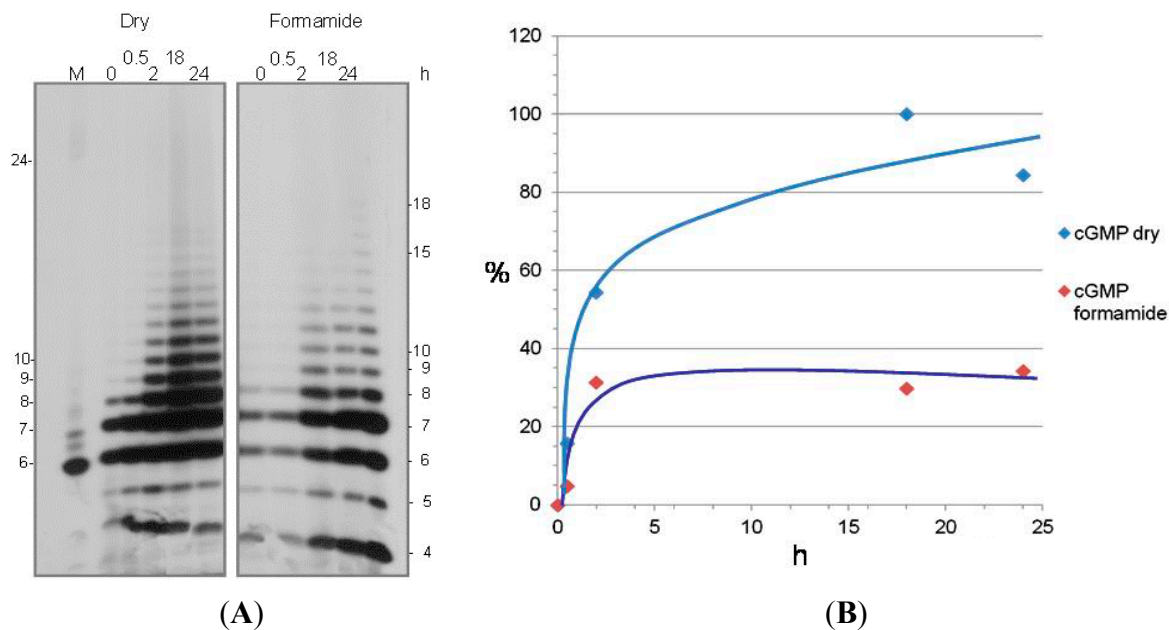 Dry
Formamide
M 0 0.5 2 18 24
0 0.5 2 18 24 h
24-
10-
9-
8-
7-
6-
-18
-15
-10
-9
-8
-7
-6
-5
-4
(A)
120
100
80
60
40
20
0
%
0 5 10 15 20 25
h
cGMP dry
cGMP
formamide
(B)